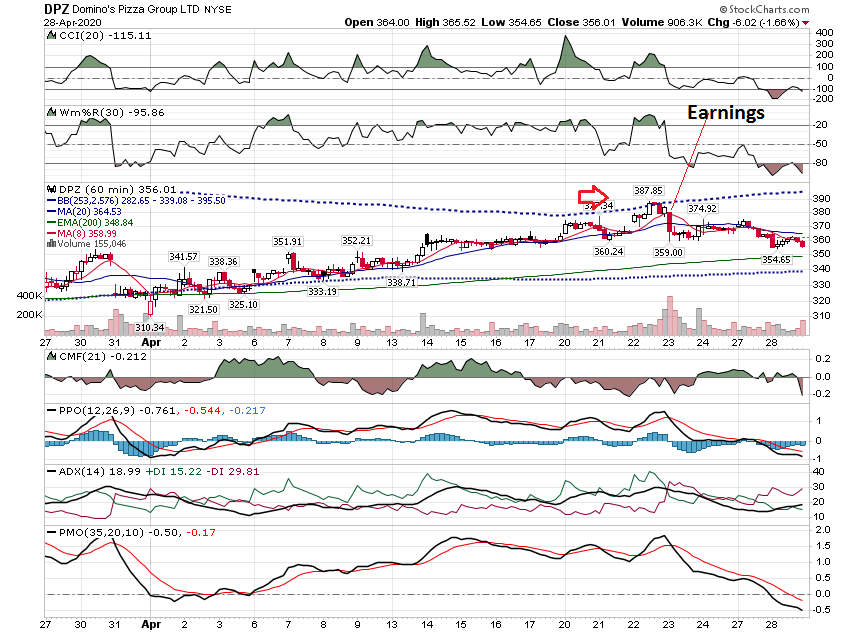 DPZ Domino's Pizza Group LTD NYSE © StockCharts.com
28-Apr-2020 Open 364.00 High 365.52 Low 354.65 Close 356.01 Volume 906.3K Chg -6.02 (-1.66%)
CCI(20) -115.11
400
300
200
100
0
-100
-200
Wm%R(30) -95.86
Earnings
-20
-50
-80
DPZ (60 min) 356.01
BB(253,2.576) 282.65 - 339.08 - 395.50
MA(20) 364.53
EMA(200) 348.84
MA(8) 358.99
Volume 155,046
387.85
374.92
360.24
359.00
354.65
341.57
338.36
351.91
352.21
338.71
333.19
325.10
321.50
310.34
390
380
370
360
350
340
330
320
310
400K
200K
27 30 31 Apr 2 3 6 7 8 9 13 14 15 16 17 20 21 22 23 24 27 28
CMF(21) -0.212
0.2
0.0
-0.2
PPO(12,26,9) -0.761, -0.544, -0.217
1
0
-1
ADX(14) 18.99 +DI 15.22 -DI 29.81
40
30
20
10
PMO(35,20,10) -0.50, -0.17
2.0
1.5
1.0
0.5
0.0
-0.5
27 30 31 Apr 2 3 6 7 8 9 13 14 15 16 17 20 21 22 23 24 27 28